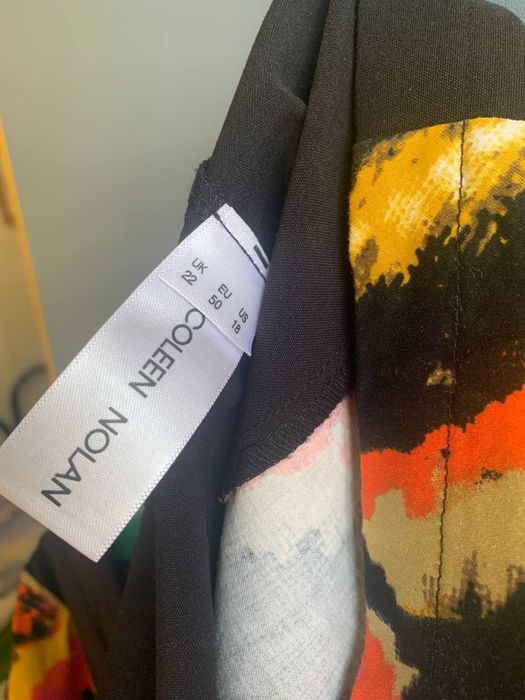 COLEEN NOLAN
UK EU US
22 50 18